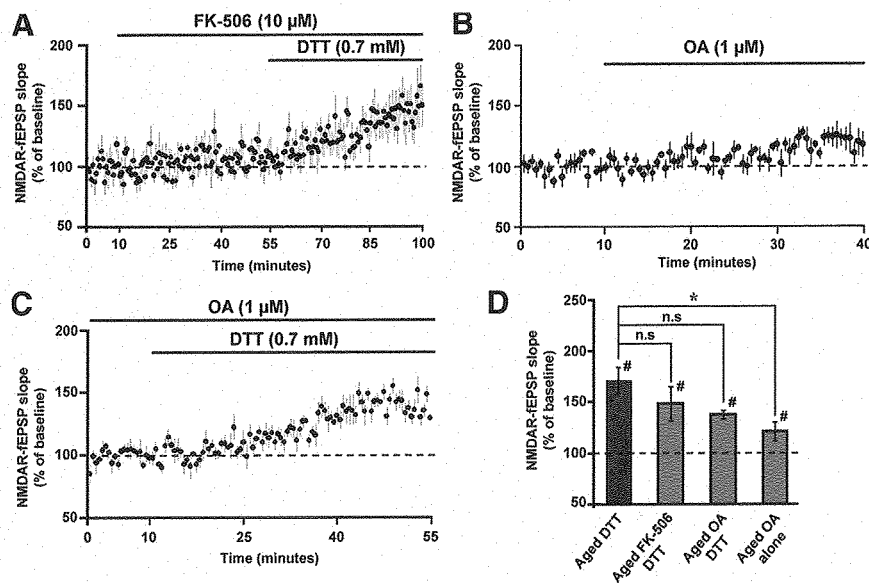 A
FK-506 (10 µM)
DTT (0.7 mM)
NMDAR-fEPSP slope
(% of baseline)
200
150
100
50
0 10 25 40 55 70 85 100
Time (minutes)
B
OA (1 µM)
NMDAR-fEPSP slope
(% of baseline)
200
150
100
50
0 10 20 30 40
Time (minutes)
C
OA (1 µM)
DTT (0.7 mM)
NMDAR-fEPSP slope
(% of baseline)
200
150
100
50
0 10 25 40 55
Time (minutes)
D
NMDAR-fEPSP slope
(% of baseline)
250
200
150
100
50
*
n.s
n.s
# # # #
Aged DTT
Aged FK-506
DTT
Aged OA
DTT
Aged OA
alone